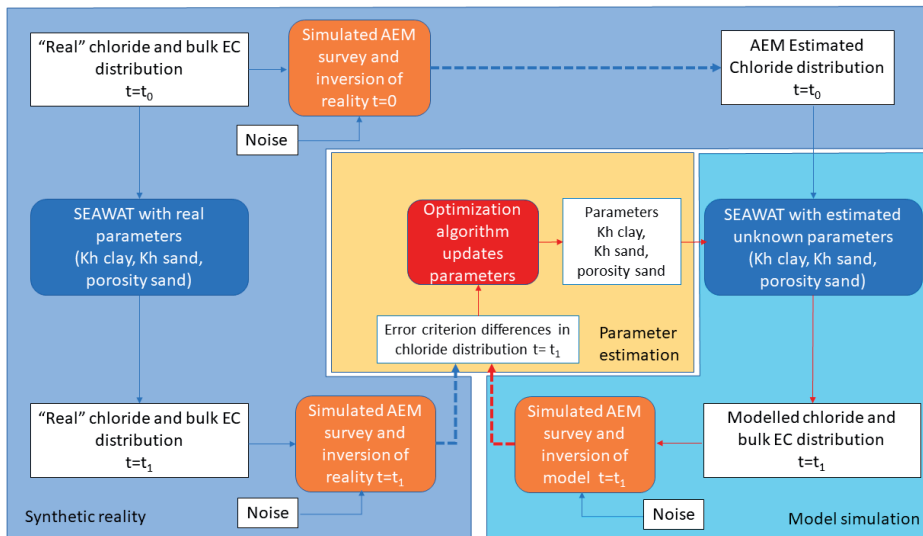 “Real” chloride and bulk EC
distribution
t=t₀
Simulated AEM
survey and
inversion of
reality t=0
AEM Estimated
Chloride distribution
t=t₀
Noise
SEAWAT with real
parameters
(Kh clay, Kh sand,
porosity sand)
Optimization
algorithm
updates
parameters
Parameters
Kh clay,
Kh sand,
porosity sand
SEAWAT with estimated
unknown parameters
(Kh clay, Kh sand,
porosity sand)
Error criterion differences in
chloride distribution t= t₁
Parameter
estimation
“Real” chloride and bulk EC
distribution
t=t₁
Simulated AEM
survey and
inversion of
reality t=t₁
Simulated AEM
survey and
inversion of
model t=t₁
Modelled chloride and
bulk EC distribution
t=t₁
Synthetic reality
Noise
Noise
Model simulation